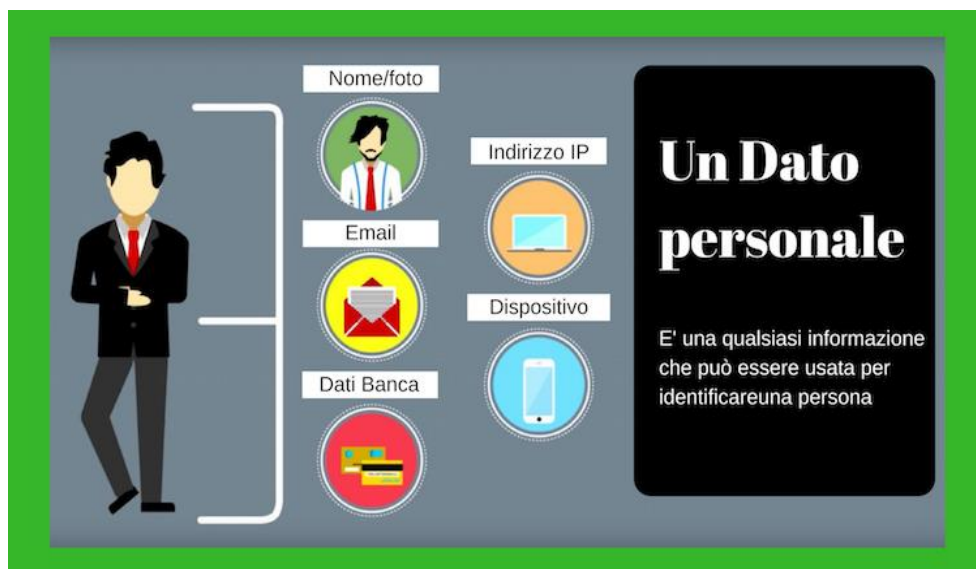 Nome/foto
Email
Dati Banca
Indirizzo IP
Dispositivo
Un Dato
personale
E' una qualsiasi informazione
che può essere usata per
identificareuna persona